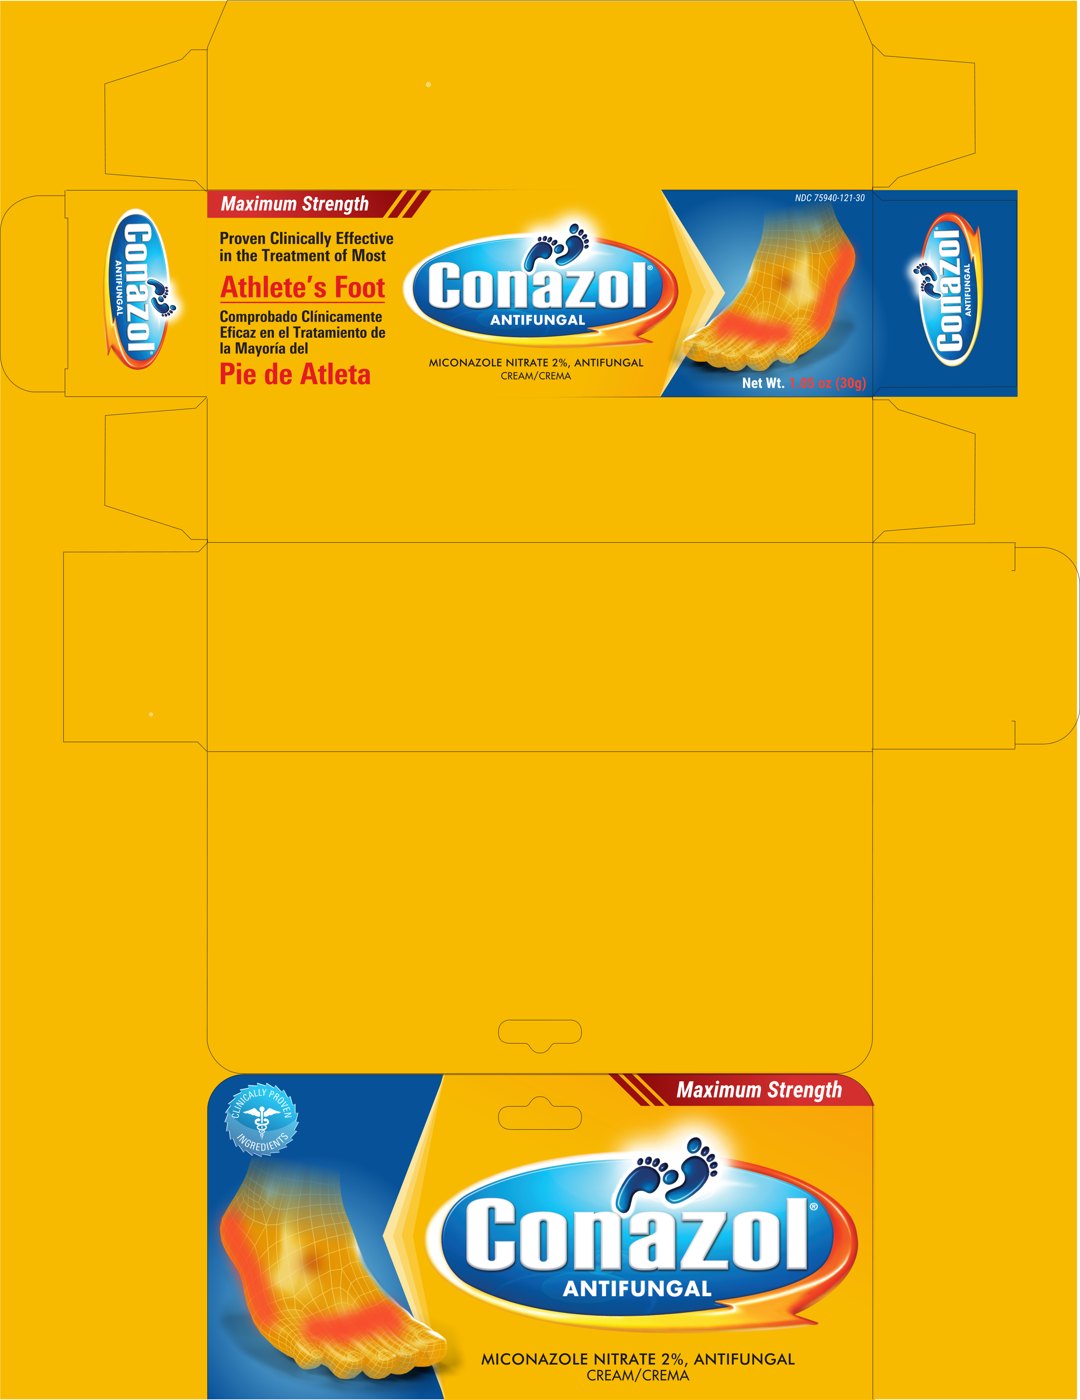 Maximum Strength
Proven Clinically Effective
in the Treatment of Most
Athlete's Foot
Comprobado Clínicamente
Eficaz en el Tratamiento de
la Mayoría del
Pie de Atleta
Conazol®
ANTIFUNGAL
MICONAZOLE NITRATE 2%, ANTIFUNGAL
CREAM/CREMA
NDC 75940-121-30
Net Wt. 1.05 oz (30g)
Conazol®
ANTIFUNGAL
Conazol®
ANTIFUNGAL
CLINICALLY PROVEN
INGREDIENTS
Maximum Strength
Conazol®
ANTIFUNGAL
MICONAZOLE NITRATE 2%, ANTIFUNGAL
CREAM/CREMA